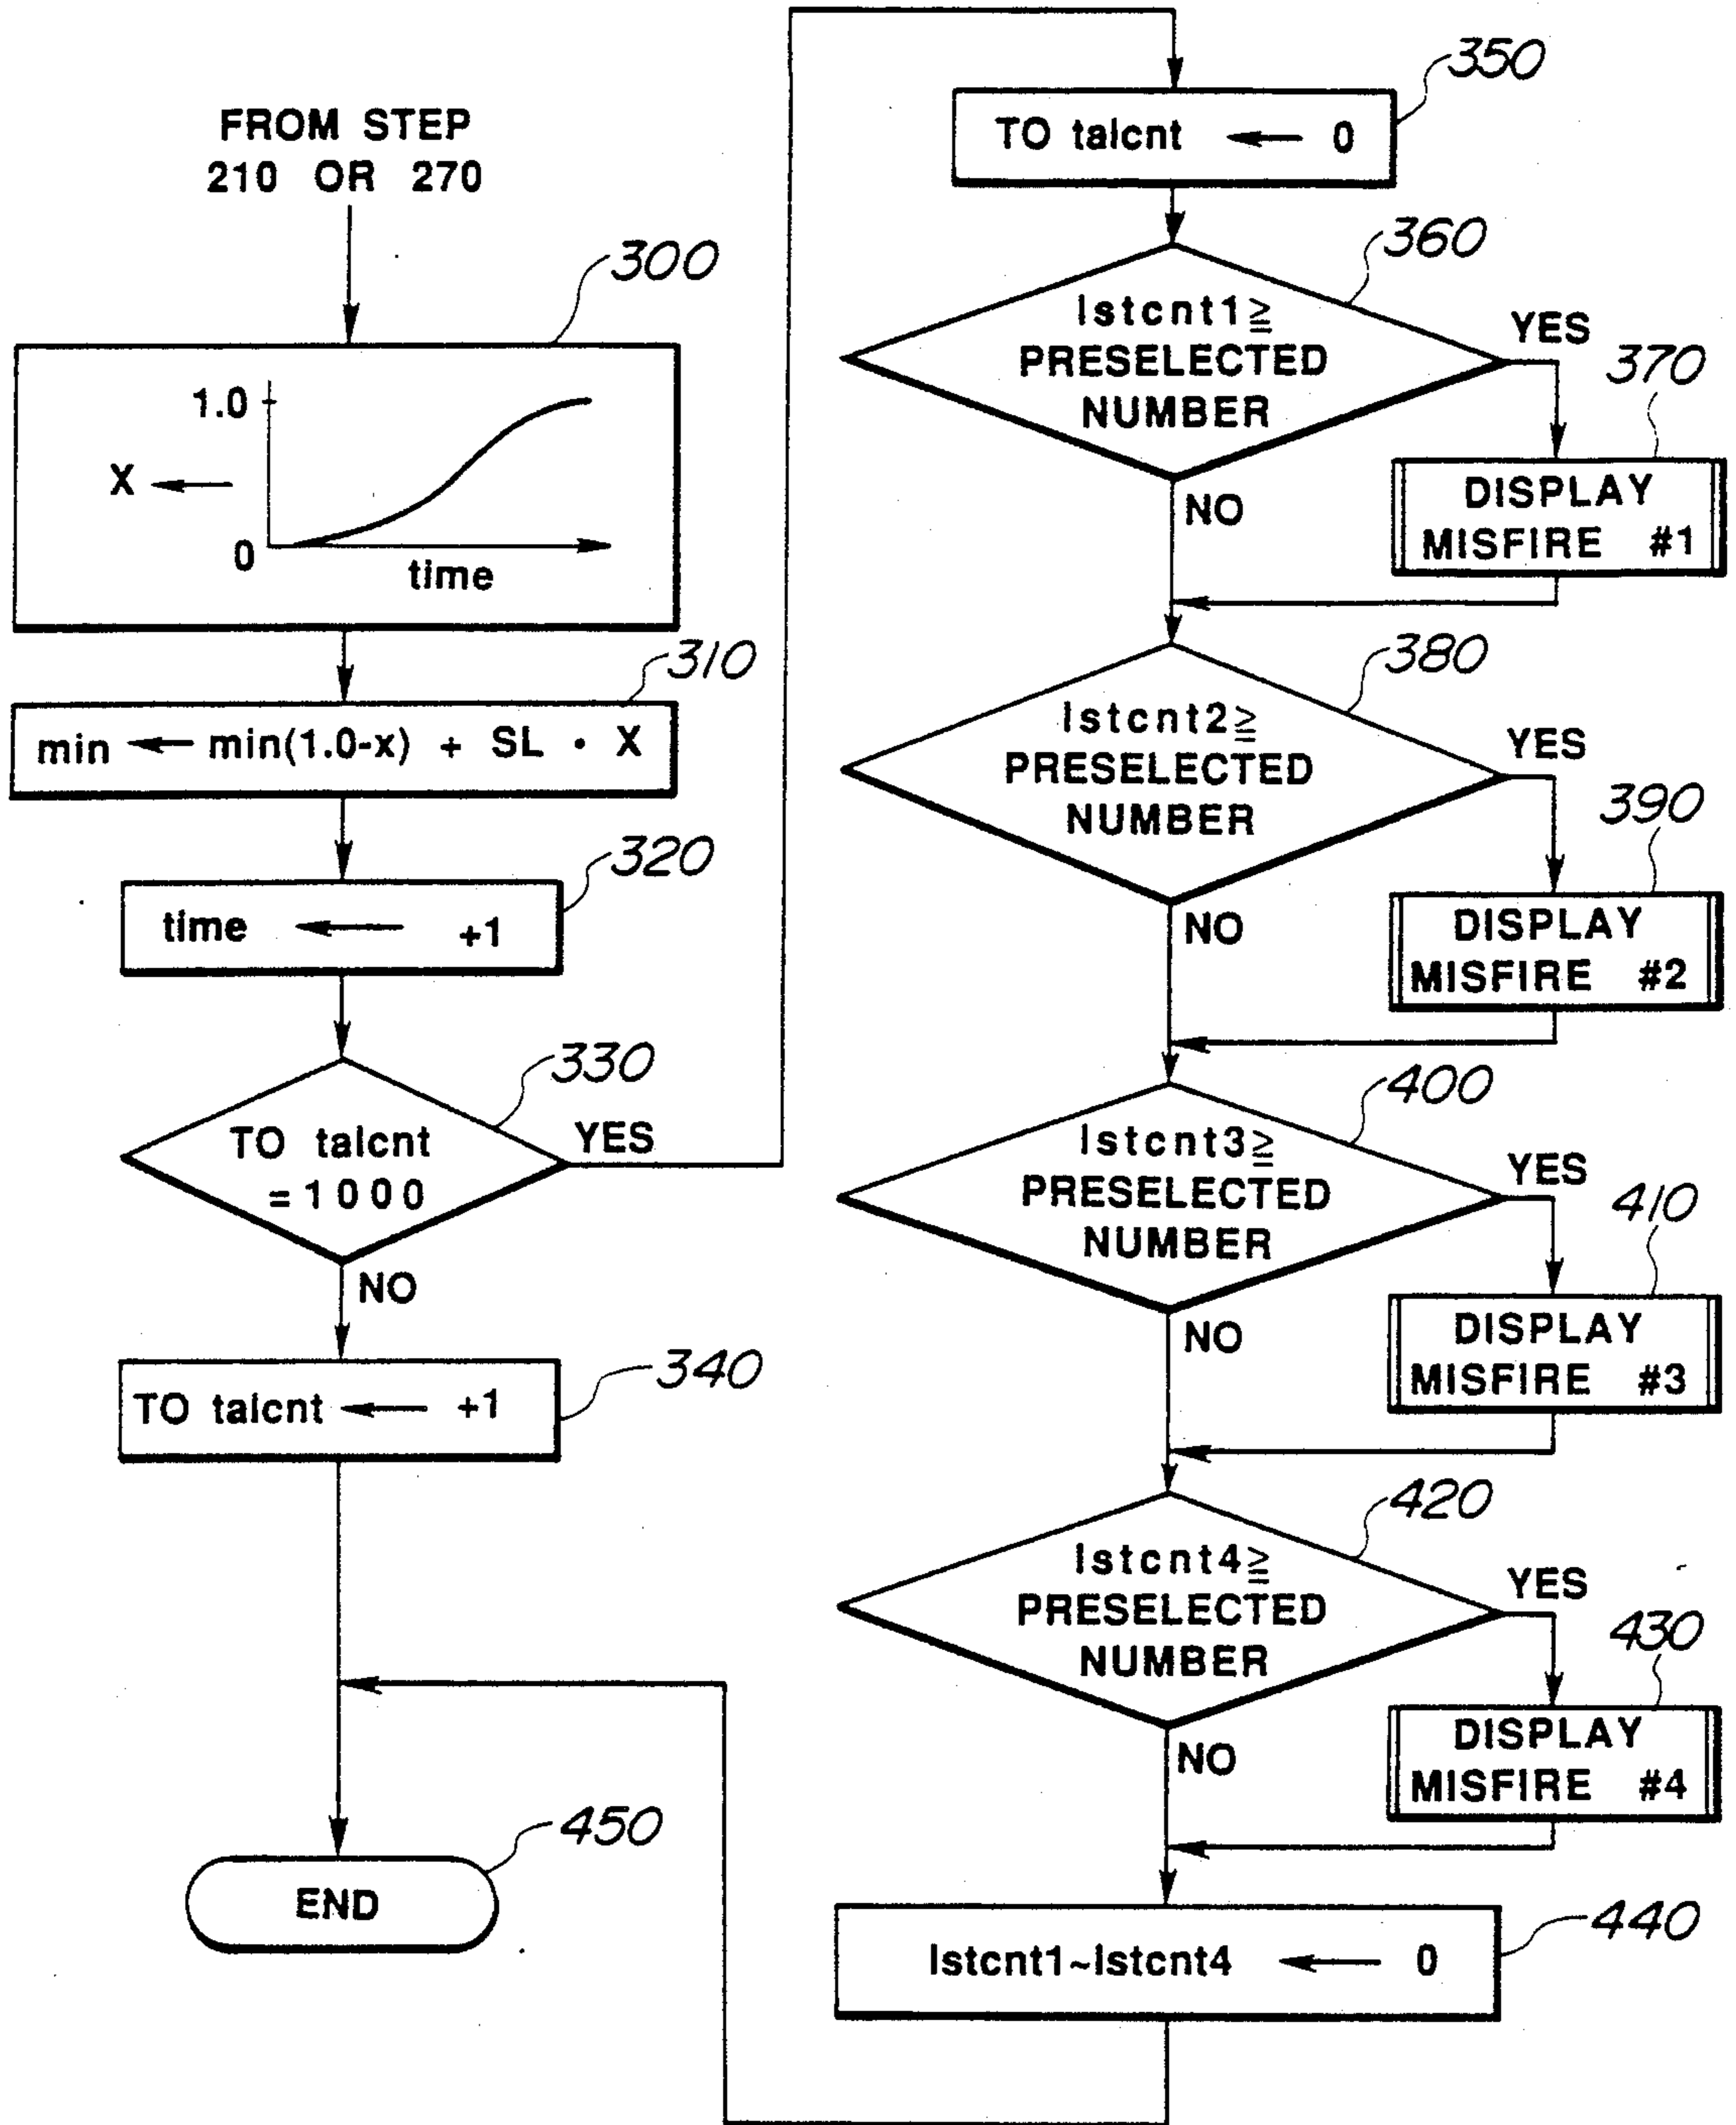 FROM STEP
210 OR 270
300
1.0
X ←
0
time
310
min ← min(1.0-x) + SL · X
320
time ← +1
330
TO talcnt
=1000
YES
NO
340
TO talcnt ← +1
450
END
350
TO talcnt ← 0
360
lstcnt1≧
PRESELECTED
NUMBER
YES
NO
370
DISPLAY
MISFIRE #1
380
lstcnt2≧
PRESELECTED
NUMBER
YES
NO
390
DISPLAY
MISFIRE #2
400
lstcnt3≧
PRESELECTED
NUMBER
YES
NO
410
DISPLAY
MISFIRE #3
420
lstcnt4≧
PRESELECTED
NUMBER
YES
NO
430
DISPLAY
MISFIRE #4
440
lstcnt1~lstcnt4 ← 0